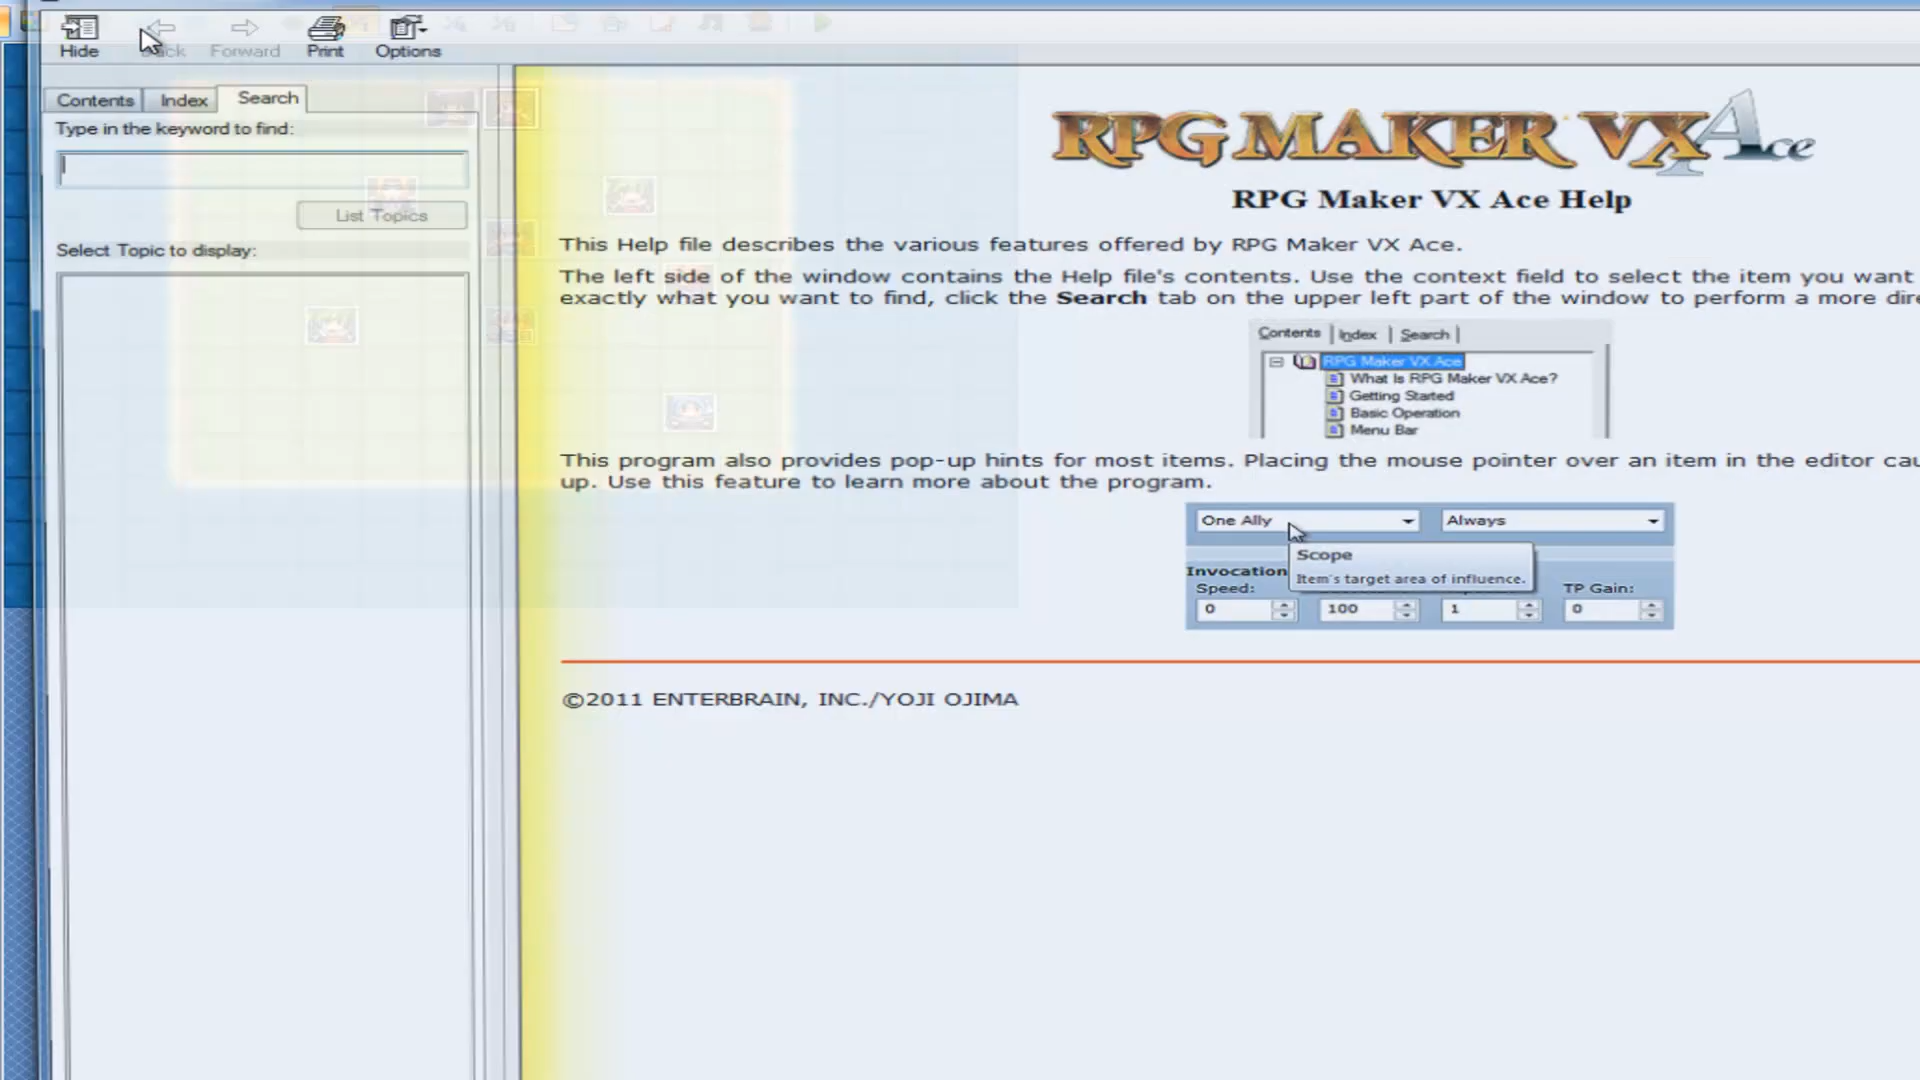 Hide Back Forward Print Options
Contents Index Search
Type in the keyword to find:
List Topics
Select Topic to display:
RPG MAKER VX Ace
RPG Maker VX Ace Help
This Help file describes the various features offered by RPG Maker VX Ace.
The left side of the window contains the Help file's contents. Use the context field to select the item you want
exactly what you want to find, click the Search tab on the upper left part of the window to perform a more
Contents Index Search
RPG Maker VX Ace
What Is RPG Maker VX Ace?
Getting Started
Basic Operation
Menu Bar
This program also provides pop-up hints for most items. Placing the mouse pointer over an item in the editor
up. Use this feature to learn more about the program.
One Ally Always
Scope
Item's target area of influence.
Invocation
Speed: TP Gain:
0 100 1 0
©2011 ENTERBRAIN, INC./YOJI OJIMA